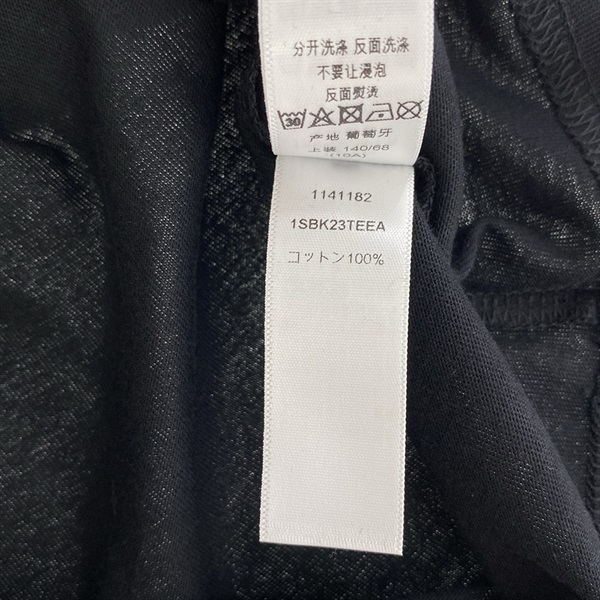 分开洗涤 反面洗涤
不要让浸泡
反面熨烫
30
产地 葡萄牙
上装 140/68
(10A)
1141182
1SBK23TEEA
コットン100%